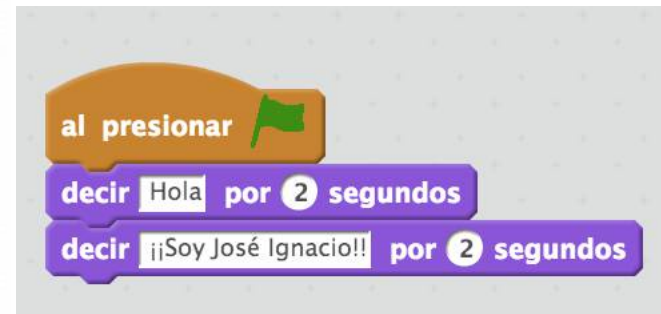 al presionar
decir Hola por 2 segundos
decir ¡¡Soy José Ignacio!! por 2 segundos